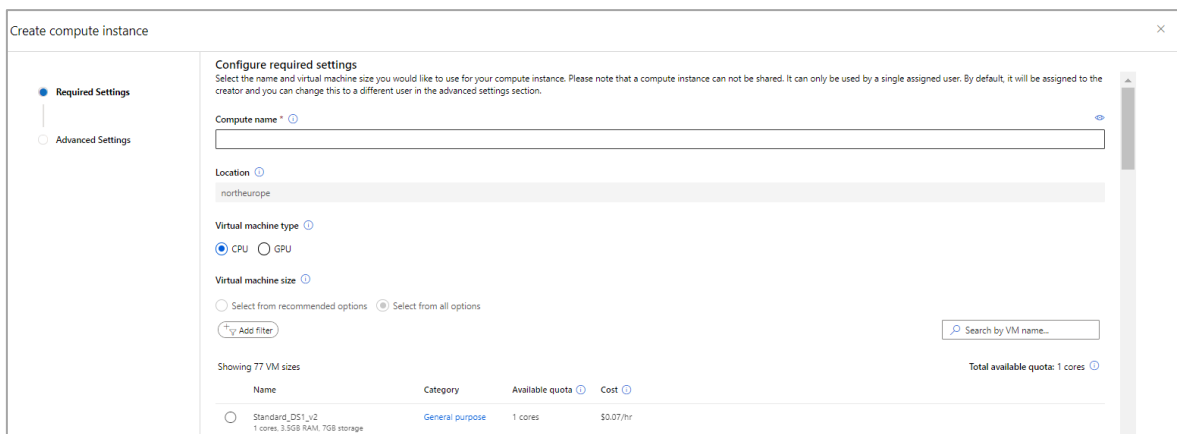 Create compute instance
Required Settings
Advanced Settings
Configure required settings
Select the name and virtual machine size you would like to use for your compute instance. Please note that a compute instance can not be shared. It can only be used by a single assigned user. By default, it will be assigned to the
creator and you can change this to a different user in the advanced settings section.
Compute name *
Location
northeurope
Virtual machine type
CPU GPU
Virtual machine size
Select from recommended options Select from all options
Add filter
Search by VM name...
Showing 77 VM sizes
Total available quota: 1 cores
Name Category Available quota Cost
Standard_DS1_v2 General purpose 1 cores $0.07/hr
1 cores, 3.5GB RAM, 7GB storage